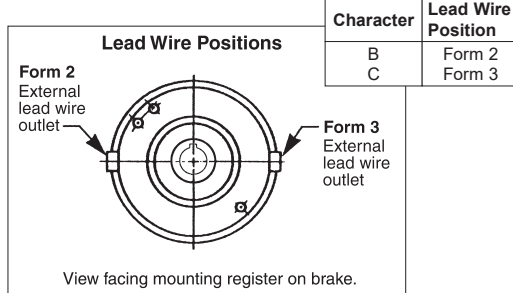 Character Lead Wire Position
B Form 2
C Form 3
Lead Wire Positions
Form 2
External
lead wire
outlet
Form 3
External
lead wire
outlet
View facing mounting register on brake.